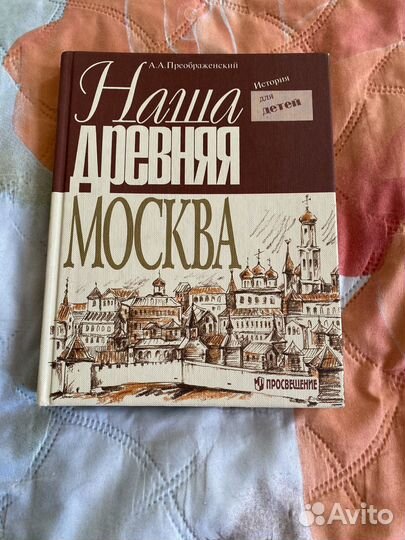 А.А.Преображенский
Наша
История
для
детей
древняя
МОСКВА
ПРОСВЕЩЕНИЕ
Avito